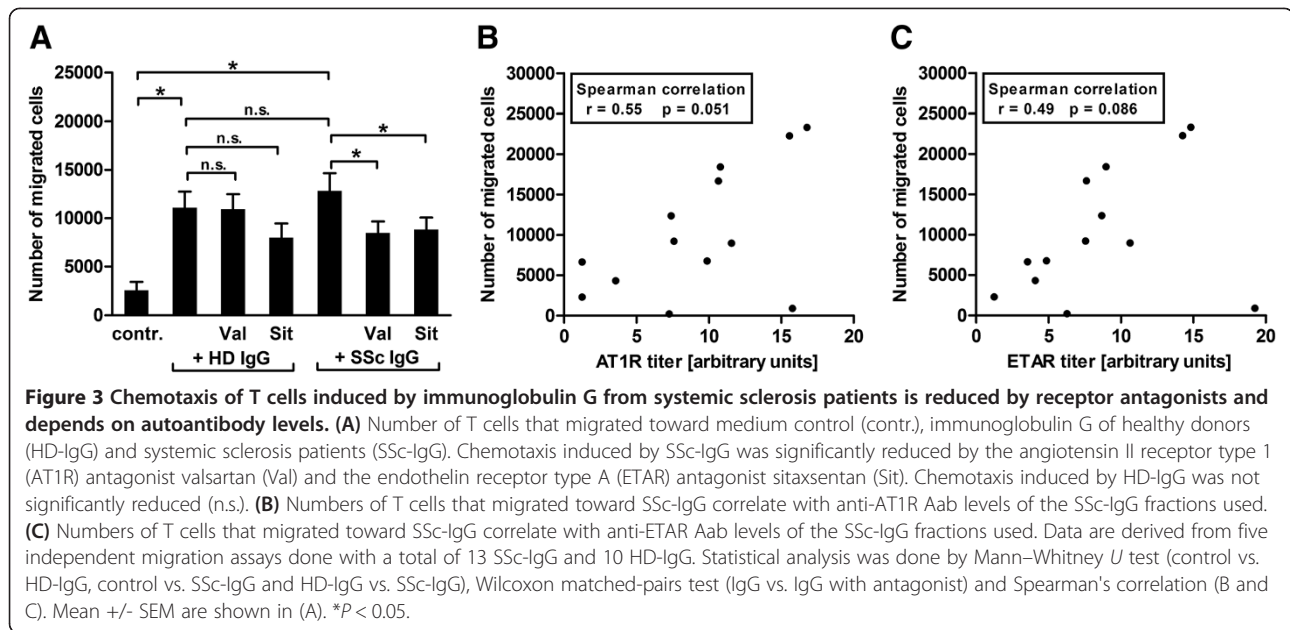 A
Number of migrated cells
25000
20000
15000
10000
5000
0
*
*
n.s.
n.s.
n.s.
*
*
contr.
Val
Sit
Val
Sit
+ HD IgG
+ SSc IgG
B
Number of migrated cells
30000
25000
20000
15000
10000
5000
0
Spearman correlation
r = 0.55 p = 0.051
0
5
10
15
20
AT1R titer [arbitrary units]
C
Number of migrated cells
30000
25000
20000
15000
10000
5000
0
Spearman correlation
r = 0.49 p = 0.086
0
5
10
15
20
ETAR titer [arbitrary units]
Figure 3 Chemotaxis of T cells induced by immunoglobulin G from systemic sclerosis patients is reduced by receptor antagonists and
depends on autoantibody levels. (A) Number of T cells that migrated toward medium control (contr.), immunoglobulin G of healthy donors
(HD-IgG) and systemic sclerosis patients (SSc-IgG). Chemotaxis induced by SSc-IgG was significantly reduced by the angiotensin II receptor type 1
(AT1R) antagonist valsartan (Val) and the endothelin receptor type A (ETAR) antagonist sitaxsentan (Sit). Chemotaxis induced by HD-IgG was not
significantly reduced (n.s.). (B) Numbers of T cells that migrated toward SSc-IgG correlate with anti-AT1R Aab levels of the SSc-IgG fractions used.
(C) Numbers of T cells that migrated toward SSc-IgG correlate with anti-ETAR Aab levels of the SSc-IgG fractions used. Data are derived from five
independent migration assays done with a total of 13 SSc-IgG and 10 HD-IgG. Statistical analysis was done by Mann–Whitney U test (control vs.
HD-IgG, control vs. SSc-IgG and HD-IgG vs. SSc-IgG), Wilcoxon matched-pairs test (IgG vs. IgG with antagonist) and Spearman's correlation (B and
C). Mean +/- SEM are shown in (A). *P < 0.05.